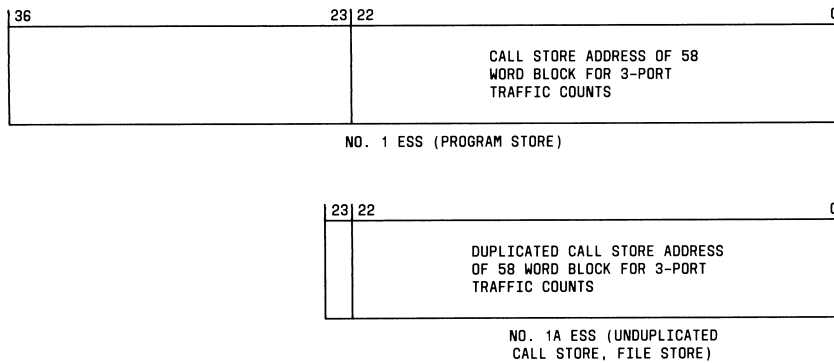 36 23 22 0
CALL STORE ADDRESS OF 58
WORD BLOCK FOR 3-PORT
TRAFFIC COUNTS
NO. 1 ESS (PROGRAM STORE)
23 22 0
DUPLICATED CALL STORE ADDRESS
OF 58 WORD BLOCK FOR 3-PORT
TRAFFIC COUNTS
NO. 1A ESS (UNDUPLICATED
CALL STORE, FILE STORE)